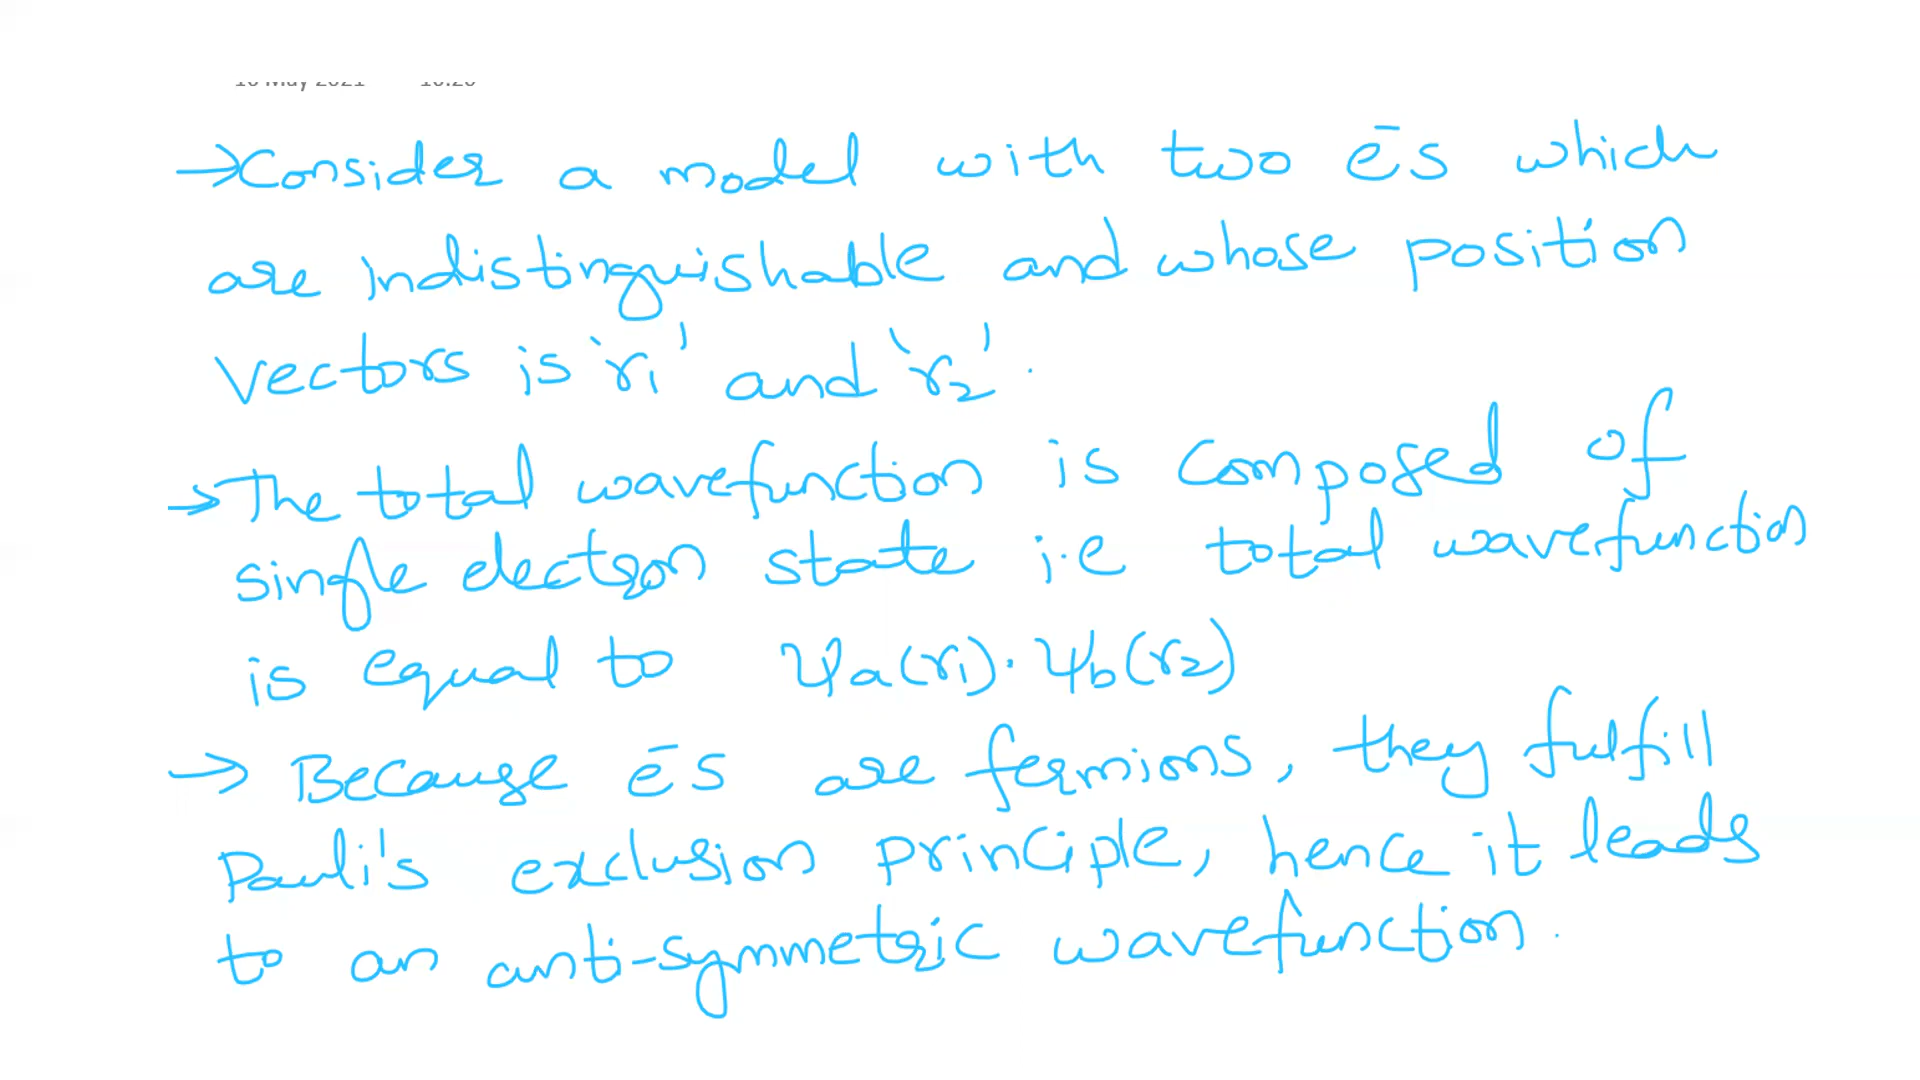 →Consider a model with two ēs which
are indistinguishable and whose position
vectors is 'r₁' and 'r₂'.
→The total wavefunction is composed of
single electron state i.e total wavefunction
is equal to ψa(r₁)·ψb(r₂)
→ Because ēs are fermions, they fulfill
Pauli's exclusion principle, hence it leads
to an anti-symmetric wavefunction.